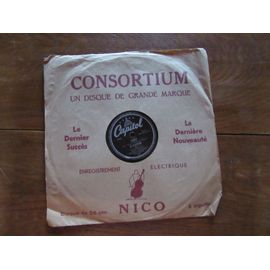 CONSORTIUM
UN DISQUE DE GRANDE MARQUE
Le
Dernier
Succès
La
Dernière
Nouveauté
Capitol
ENREGISTREMENT
ELECTRIQUE
NICO